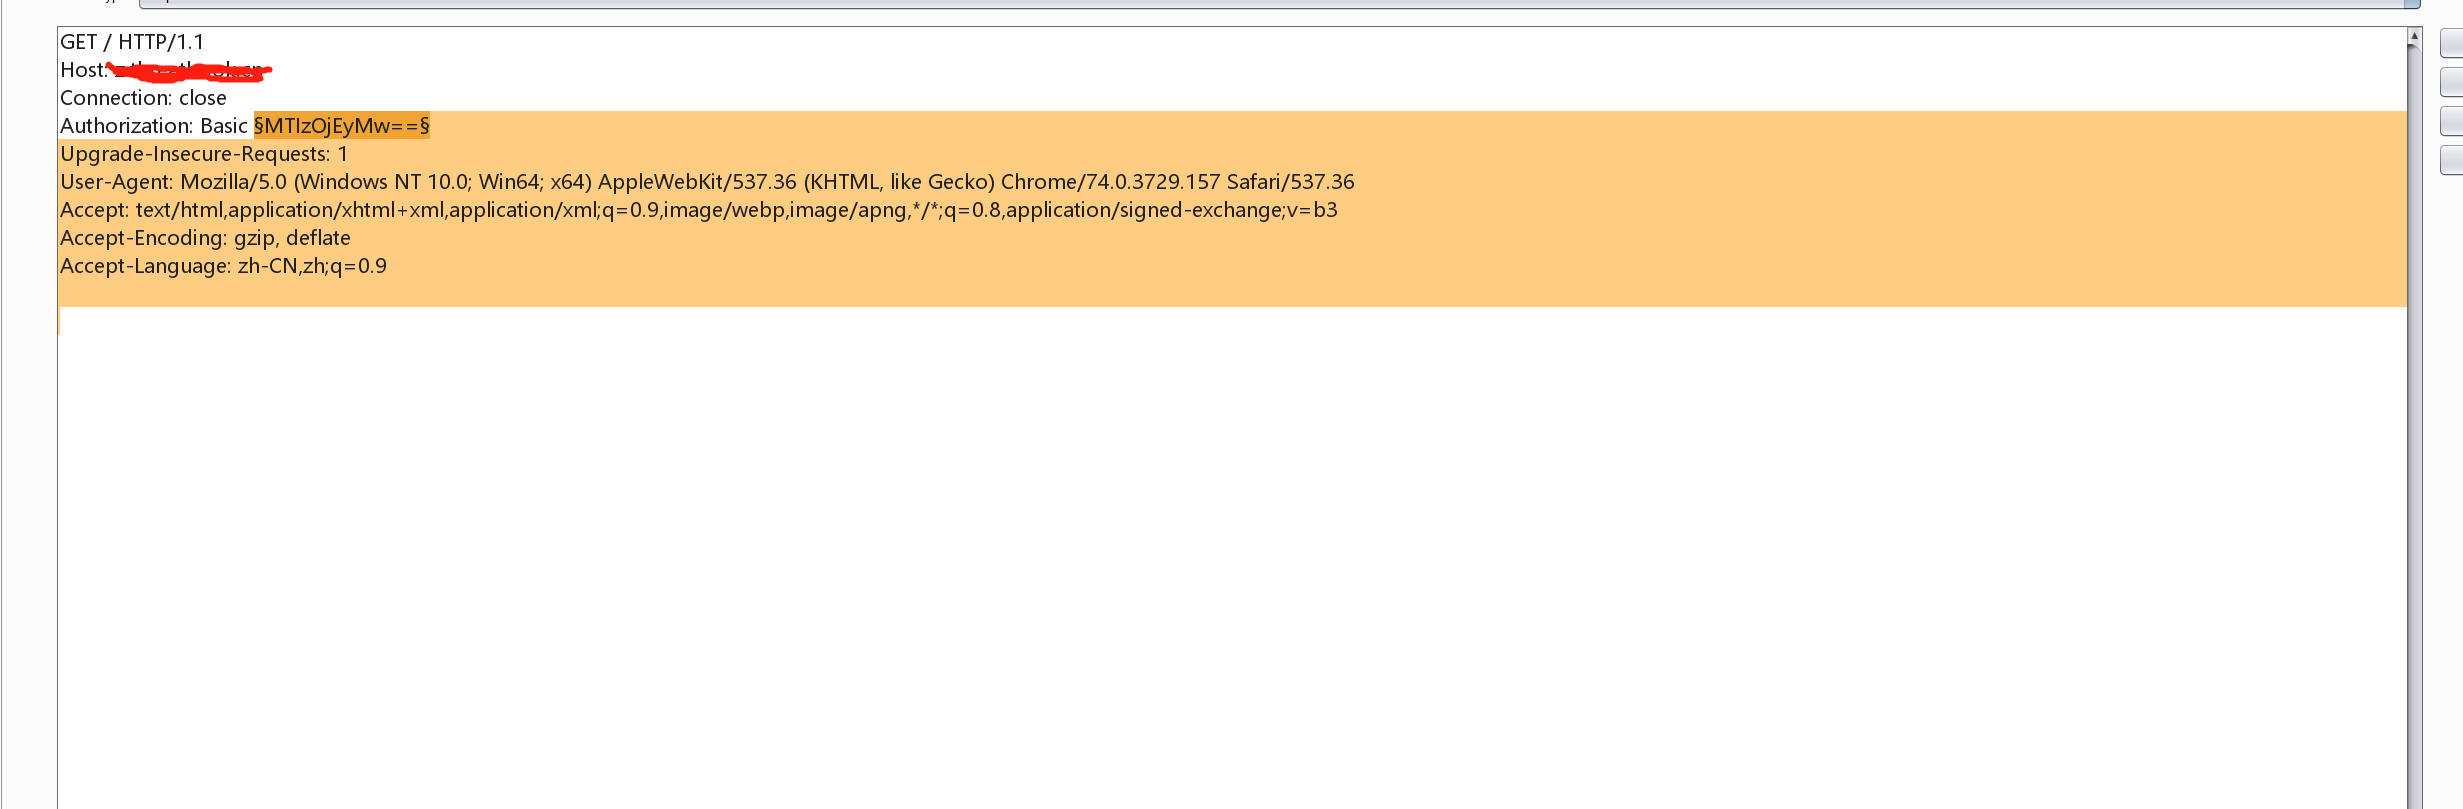 GET / HTTP/1.1
Host:
Connection: close
Authorization: Basic §MTIzOjEyMw==§
Upgrade-Insecure-Requests: 1
User-Agent: Mozilla/5.0 (Windows NT 10.0; Win64; x64) AppleWebKit/537.36 (KHTML, like Gecko) Chrome/74.0.3729.157 Safari/537.36
Accept: text/html,application/xhtml+xml,application/xml;q=0.9,image/webp,image/apng,*/*;q=0.8,application/signed-exchange;v=b3
Accept-Encoding: gzip, deflate
Accept-Language: zh-CN,zh;q=0.9